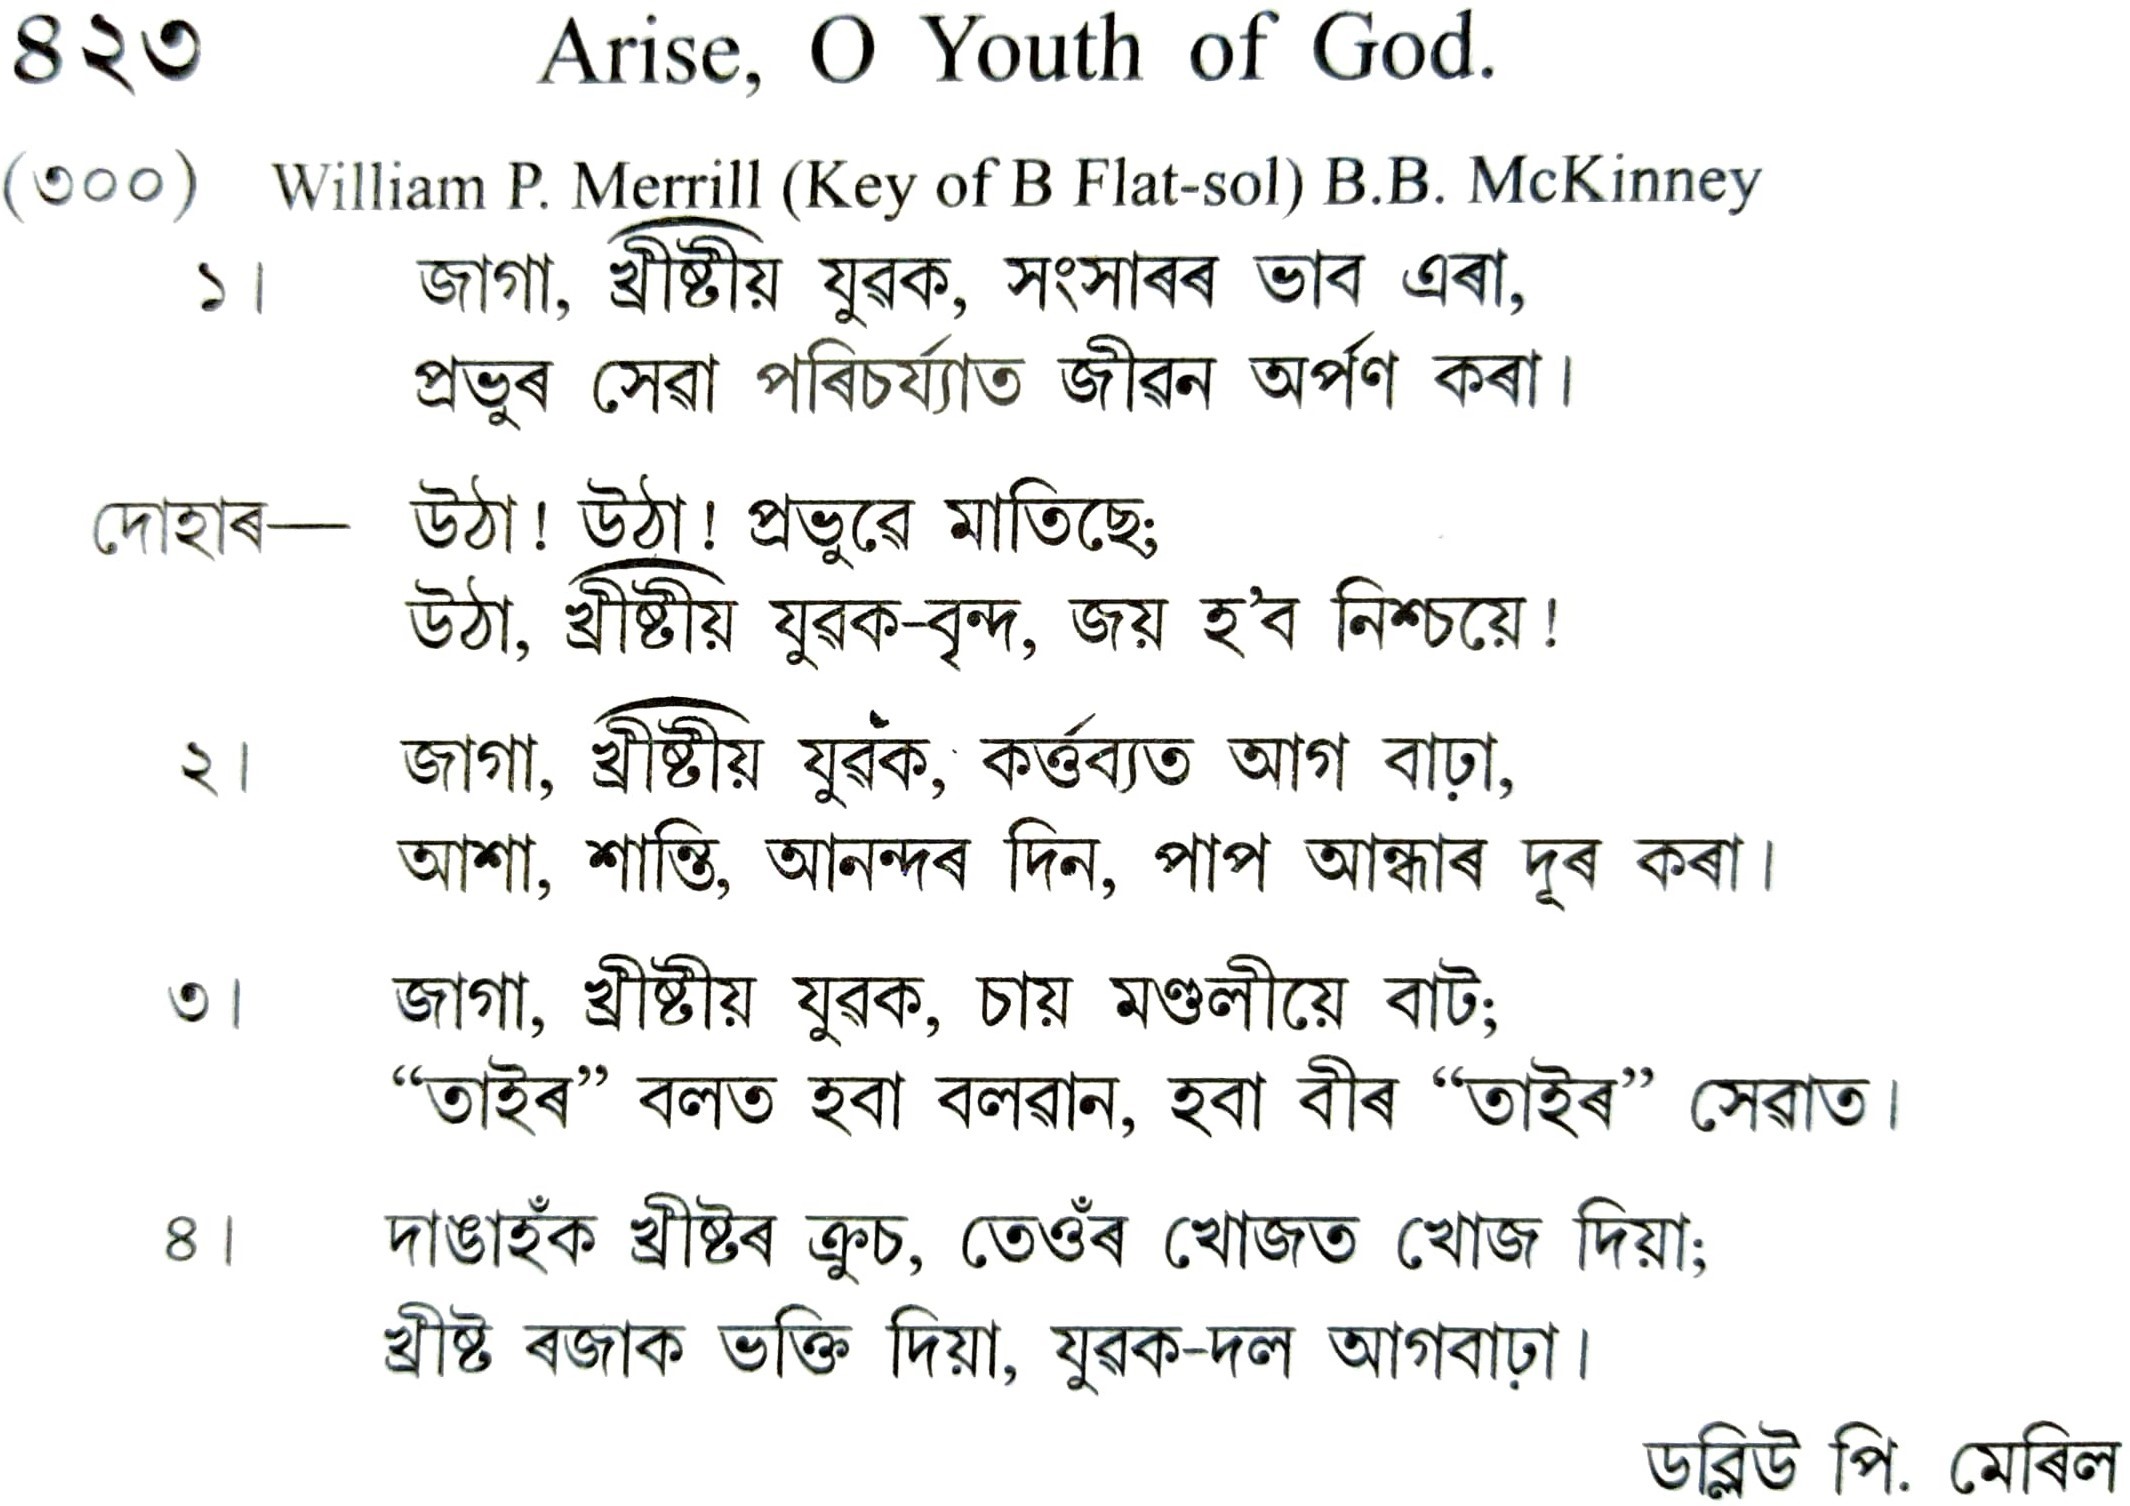 ৪২৩ Arise, O Youth of God.
(৩০০) William P. Merrill (Key of B Flat-sol) B.B. McKinney
১। জাগা, খ্ৰীষ্টীয় যুৱক, সংসাৰৰ ভাব এৰা,
প্ৰভুৰ সেৱা পৰিচৰ্য্যাত জীৱন অৰ্পণ কৰা।
দোহাৰ— উঠা! উঠা! প্ৰভুৱে মাতিছে;
উঠা, খ্ৰীষ্টীয় যুৱক-বৃন্দ, জয় হ’ব নিশ্চয়ে!
২। জাগা, খ্ৰীষ্টীয় যুৱক, কৰ্ত্তব্যত আগ বাঢ়া,
আশা, শান্তি, আনন্দৰ দিন, পাপ আন্ধাৰ দূৰ কৰা।
৩। জাগা, খ্ৰীষ্টীয় যুৱক, চায় মণ্ডলীয়ে বাট;
“তাইৰ” বলত হবা বলৱান, হবা বীৰ “তাইৰ” সেৱাত।
৪। দাঙাহঁক খ্ৰীষ্টৰ ক্ৰুচ, তেওঁৰ খোজত খোজ দিয়া;
খ্ৰীষ্ট ৰজাক ভক্তি দিয়া, যুৱক-দল আগবাঢ়া।
ডব্লিউ পি. মেৰিল